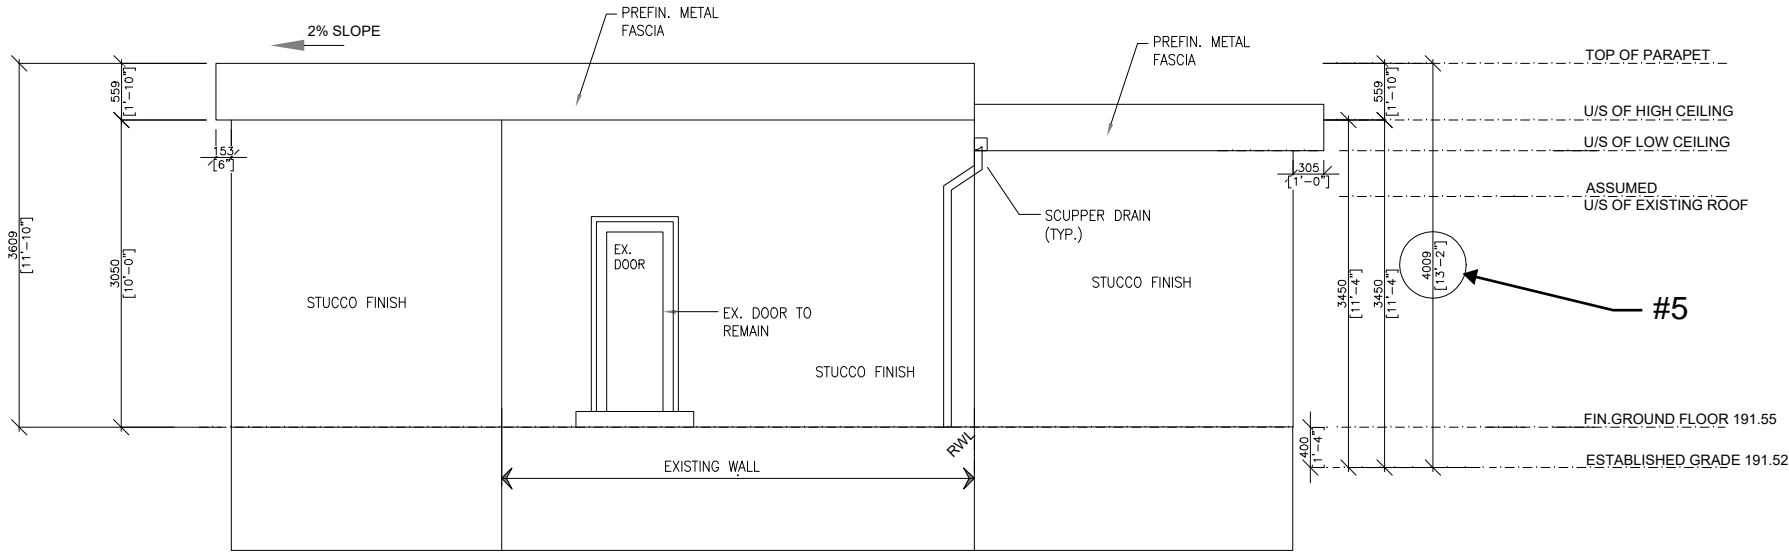 2% SLOPE
PREFIN. METAL
FASCIA
PREFIN. METAL
FASCIA
TOP OF PARAPET
559
[1'-10"]
559
[1'-10"]
U/S OF HIGH CEILING
U/S OF LOW CEILING
153
[6"]
305
[1'-0"]
ASSUMED
U/S OF EXISTING ROOF
SCUPPER DRAIN
(TYP.)
3609
[11'-10"]
3050
[10'-0"]
EX.
DOOR
4009
[13'-2"]
STUCCO FINISH
STUCCO FINISH
3450
[11'-4"]
3450
[11'-4"]
#5
EX. DOOR TO
REMAIN
STUCCO FINISH
FIN.GROUND FLOOR 191.55
RWL
400
1'-4"
EXISTING WALL
ESTABLISHED GRADE 191.52